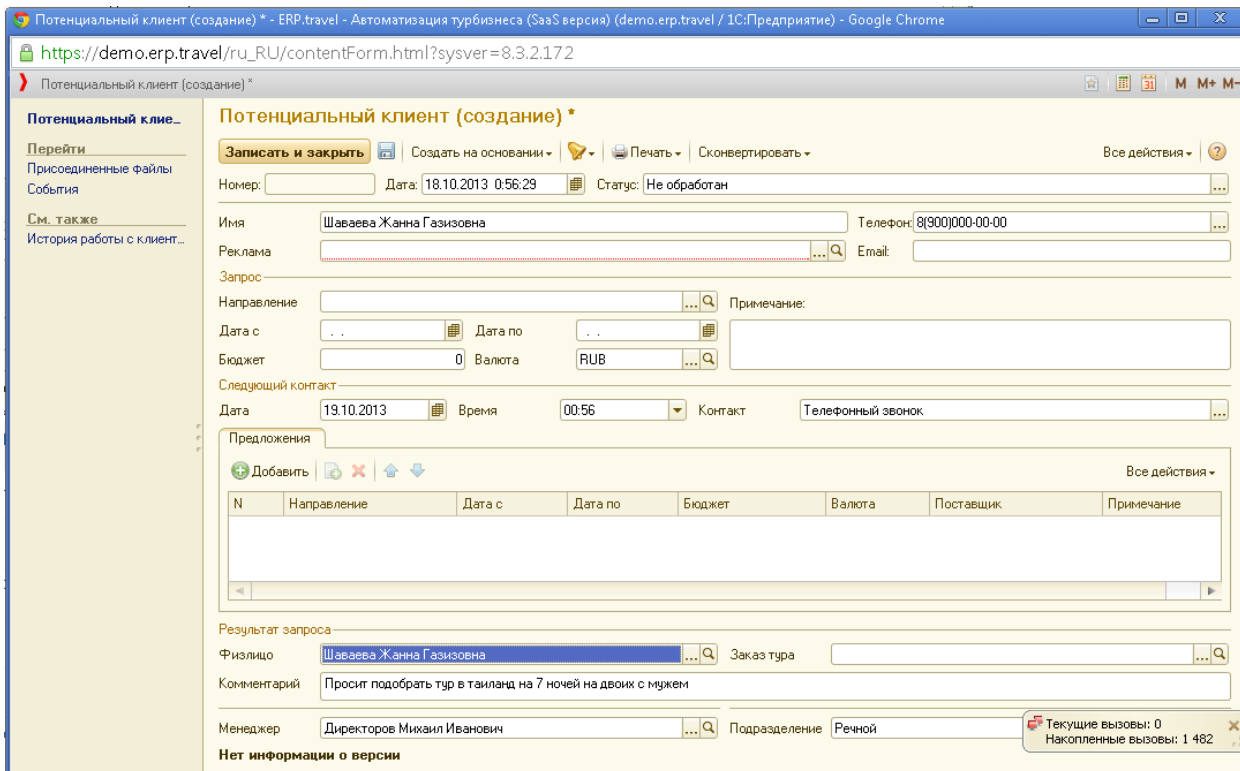 Потенциальный клиент (создание) * - ERP.travel - Автоматизация турбизнеса (SaaS версия) (demo.erp.travel / 1С:Предприятие) - Google Chrome
https://demo.erp.travel/ru_RU/contentForm.html?sysver=8.3.2.172
Потенциальный клиент (создание) * 31 M M+ M-
Потенциальный клие...
Перейти
Присоединенные файлы
События
См. также
История работы с клиент...
Потенциальный клиент (создание) *
Записать и закрыть Создать на основании Печать Сконвертировать Все действия ?
Номер: Дата: 18.10.2013 0:56:29 Статус: Не обработан ...
Имя Шаваева Жанна Газизовна Телефон: 8(900)000-00-00 ...
Реклама ... Email:
Запрос
Направление ... Примечание:
Дата с . . Дата по . .
Бюджет 0 Валюта RUB ...
Следующий контакт
Дата 19.10.2013 Время 00:56 Контакт Телефонный звонок ...
Предложения
Добавить Все действия
N Направление Дата с Дата по Бюджет Валюта Поставщик Примечание
Результат запроса
Физлицо Шаваева Жанна Газизовна ... Заказ тура ...
Комментарий Просит подобрать тур в таиланд на 7 ночей на двоих с мужем
Менеджер Директоров Михаил Иванович ... Подразделение Речной
Текущие вызовы: 0
Накопленные вызовы: 1 482
Нет информации о версии